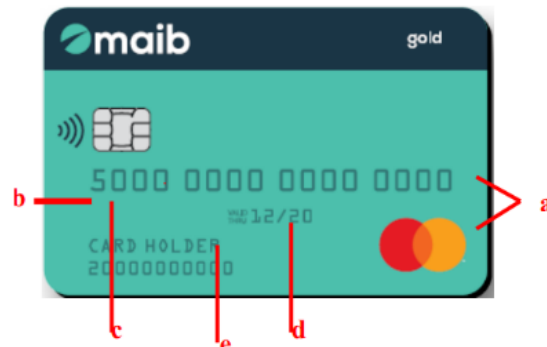 maib gold
5000 0000 0000 0000
b
a
VALID THRU 12/20
CARD HOLDER
20000000000
c e d